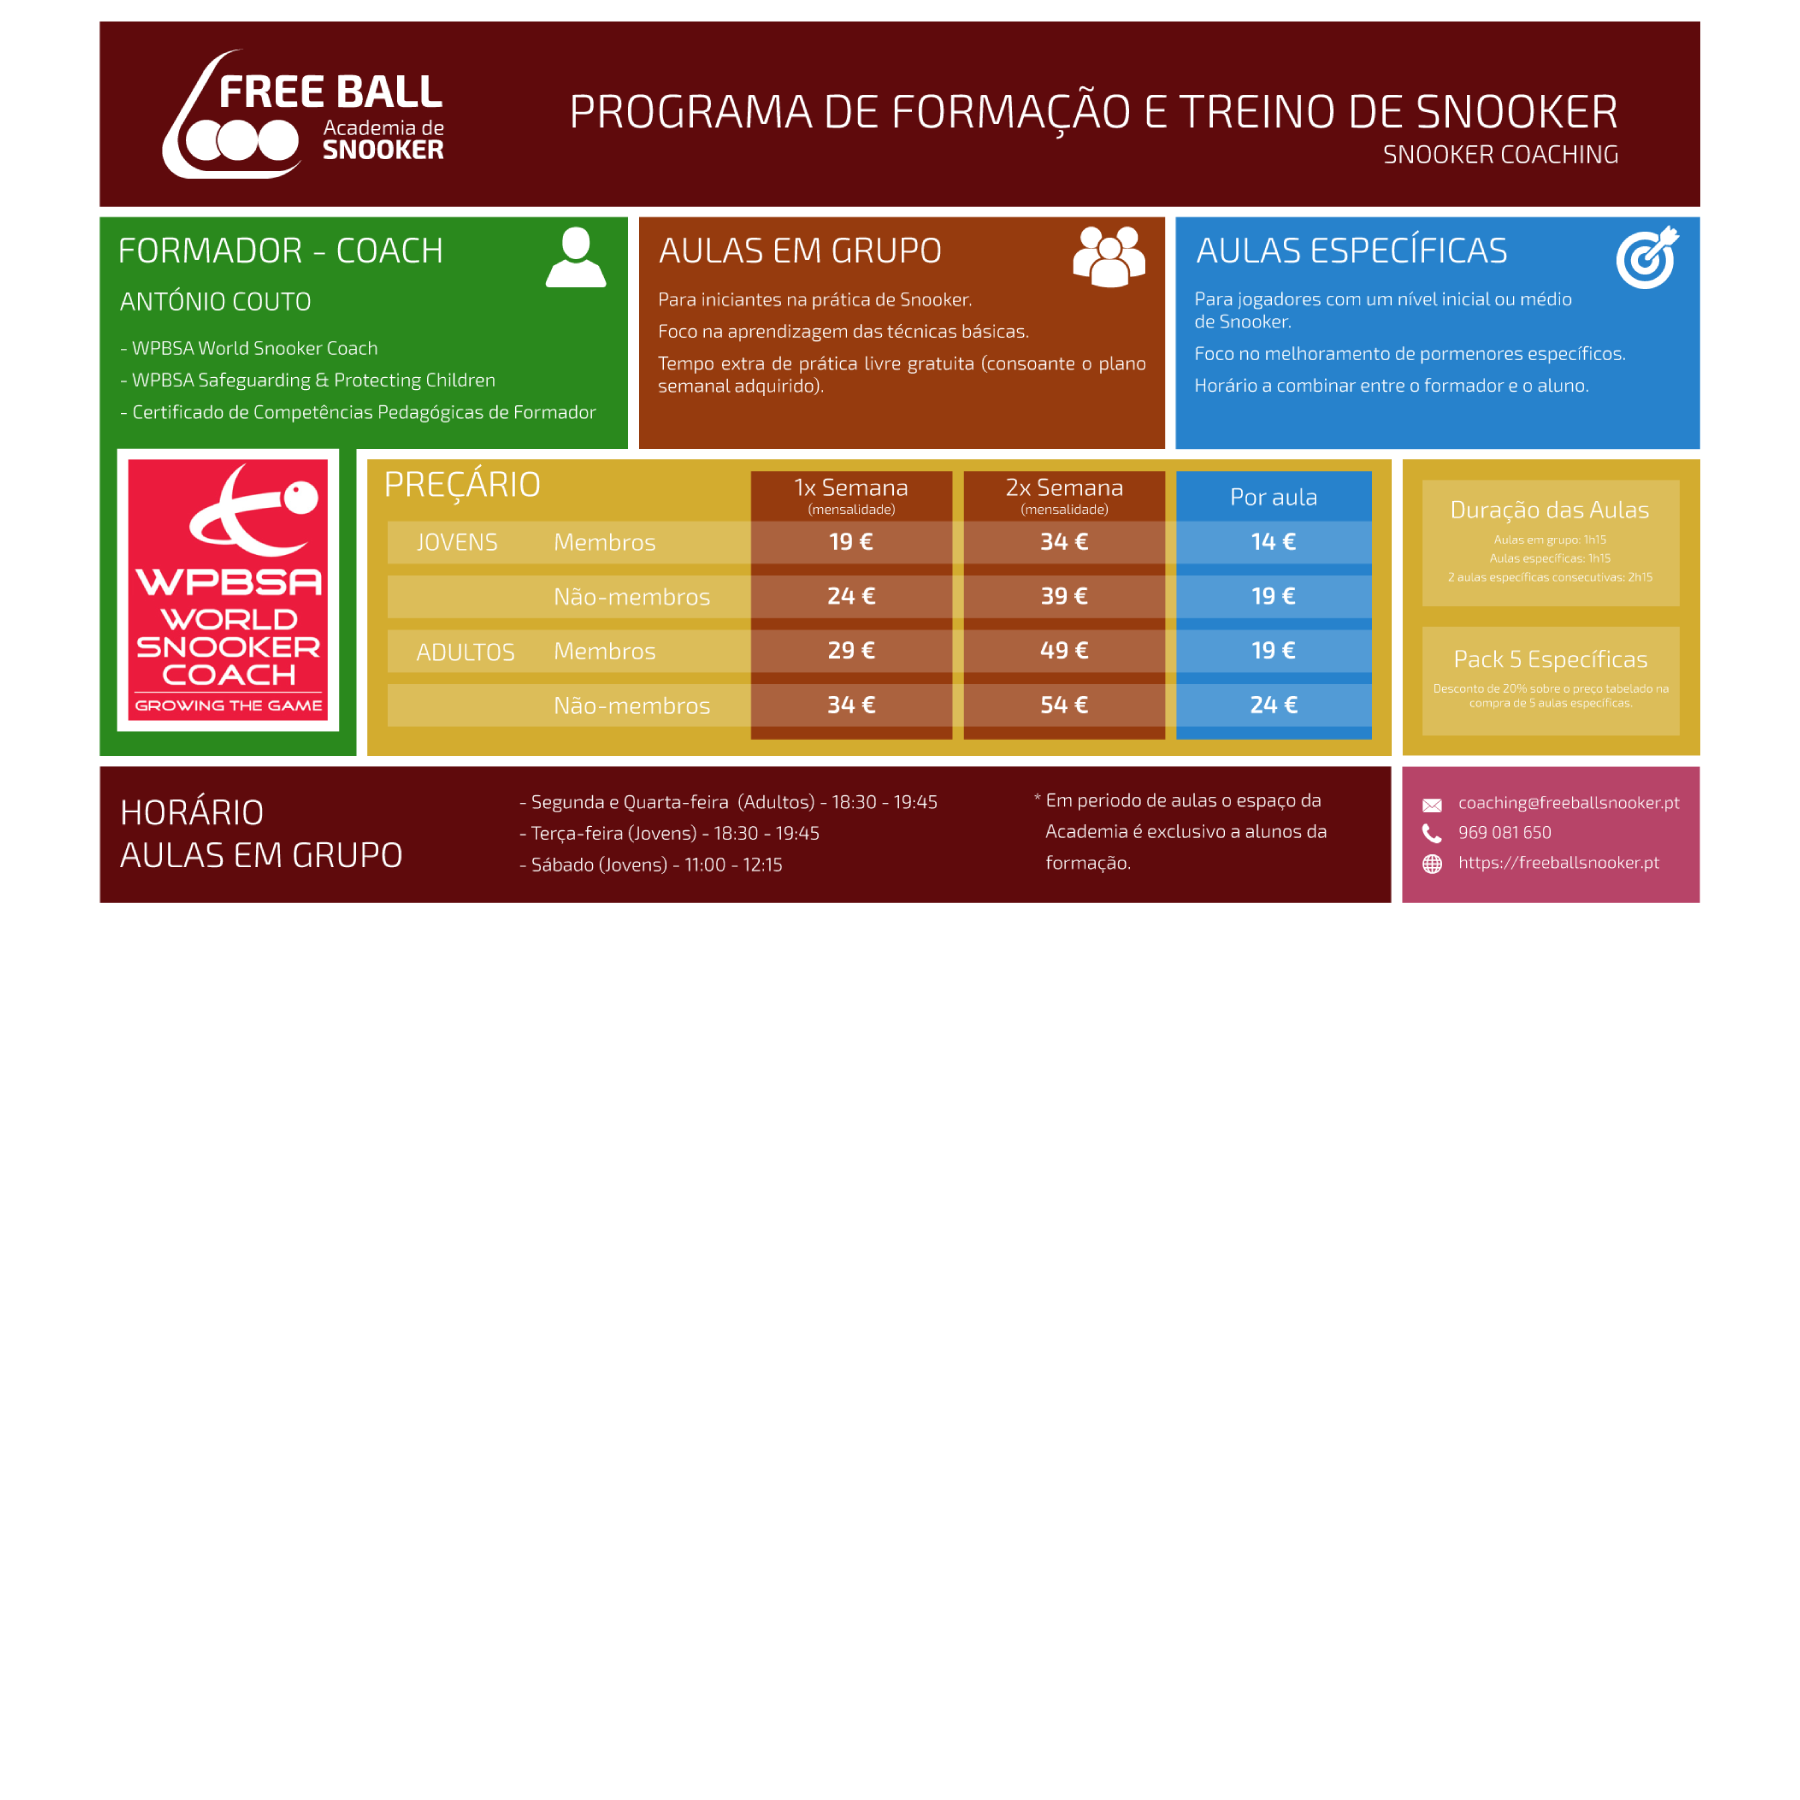 FREE BALL
Academia de
SNOOKER
PROGRAMA DE FORMAÇÃO E TREINO DE SNOOKER
SNOOKER COACHING
FORMADOR - COACH
ANTÓNIO COUTO
- WPBSA World Snooker Coach
- WPBSA Safeguarding & Protecting Children
- Certificado de Competências Pedagógicas de Formador
AULAS EM GRUPO
Para iniciantes na prática de Snooker.
Foco na aprendizagem das técnicas básicas.
Tempo extra de prática livre gratuita (consoante o plano
semanal adquirido).
AULAS ESPECÍFICAS
Para jogadores com um nível inicial ou médio
de Snooker.
Foco no melhoramento de pormenores específicos.
Horário a combinar entre o formador e o aluno.
WPBSA
WORLD
SNOOKER
COACH
GROWING THE GAME
PREÇÁRIO
1x Semana
(mensalidade)
2x Semana
(mensalidade)
Por aula
JOVENS Membros 19 € 34 € 14 €
Não-membros 24 € 39 € 19 €
ADULTOS Membros 29 € 49 € 19 €
Não-membros 34 € 54 € 24 €
Duração das Aulas
Aulas em grupo: 1h15
Aulas específicas: 1h15
2 aulas específicas consecutivas: 2h15
Pack 5 Específicas
Desconto de 20% sobre o preço tabelado na
compra de 5 aulas específicas.
HORÁRIO
AULAS EM GRUPO
- Segunda e Quarta-feira (Adultos) - 18:30 - 19:45
- Terça-feira (Jovens) - 18:30 - 19:45
- Sábado (Jovens) - 11:00 - 12:15
* Em periodo de aulas o espaço da
Academia é exclusivo a alunos da
formação.
coaching@freeballsnooker.pt
969 081 650
https://freeballsnooker.pt